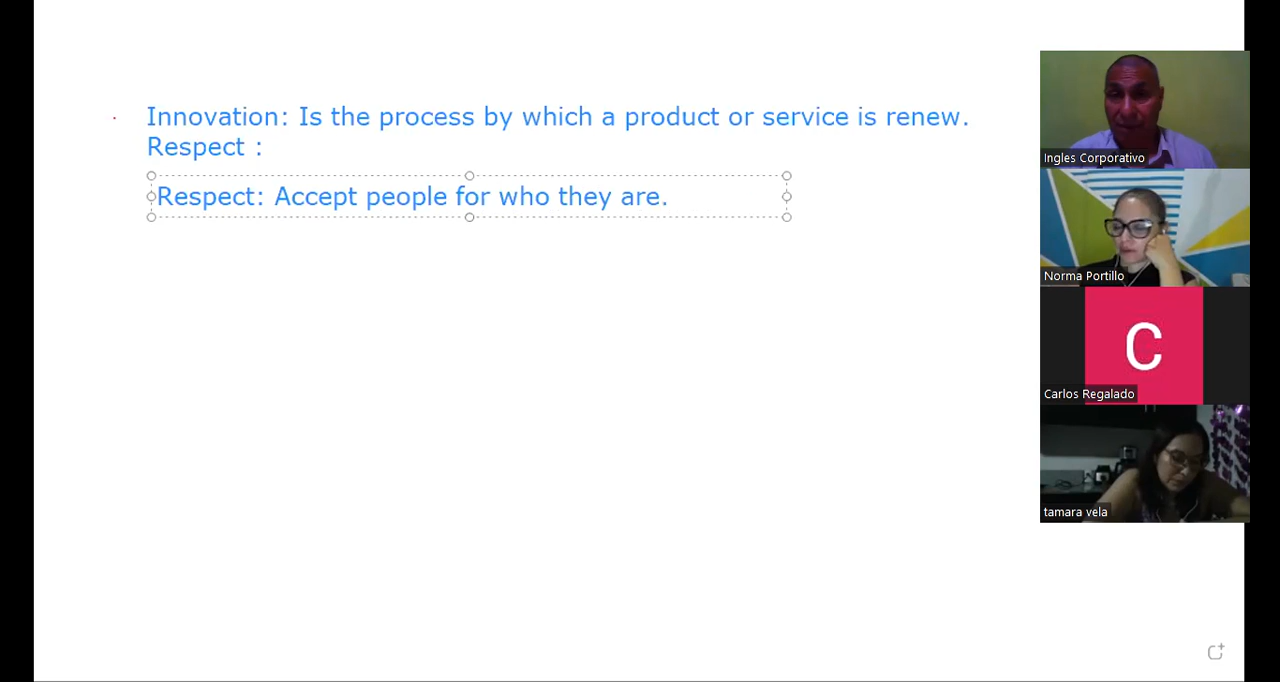 Innovation: Is the process by which a product or service is renew.
Respect :
Respect: Accept people for who they are.
Ingles Corporativo
Norma Portillo
C
Carlos Regalado
tamara vela